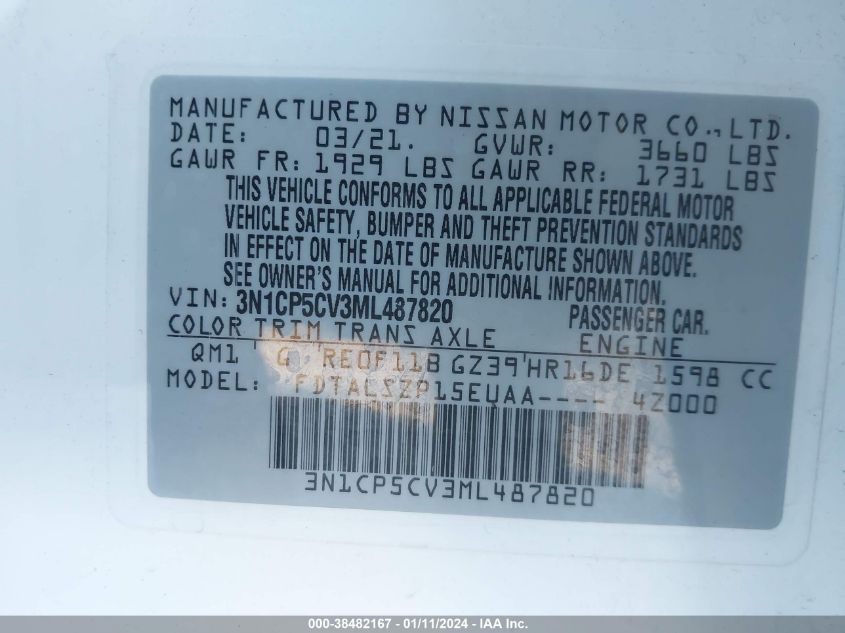 MANUFACTURED BY NISSAN MOTOR CO., LTD.
DATE: 03/21. GVWR: 3660 LBS
GAWR FR: 1929 LBS GAWR RR: 1731 LBS
THIS VEHICLE CONFORMS TO ALL APPLICABLE FEDERAL MOTOR
VEHICLE SAFETY, BUMPER AND THEFT PREVENTION STANDARDS
IN EFFECT ON THE DATE OF MANUFACTURE SHOWN ABOVE.
SEE OWNER'S MANUAL FOR ADDITIONAL INFORMATION.
VIN: 3N1CP5CV3ML487820 PASSENGER CAR.
COLOR TRIM TRANS AXLE ENGINE
QM1 G RE0F11B GZ39 HR16DE 1598 CC
MODEL: FDTALSZP15EUAA---- 4Z000
3N1CP5CV3ML487820
000-38482167 - 01/11/2024 - IAA Inc.